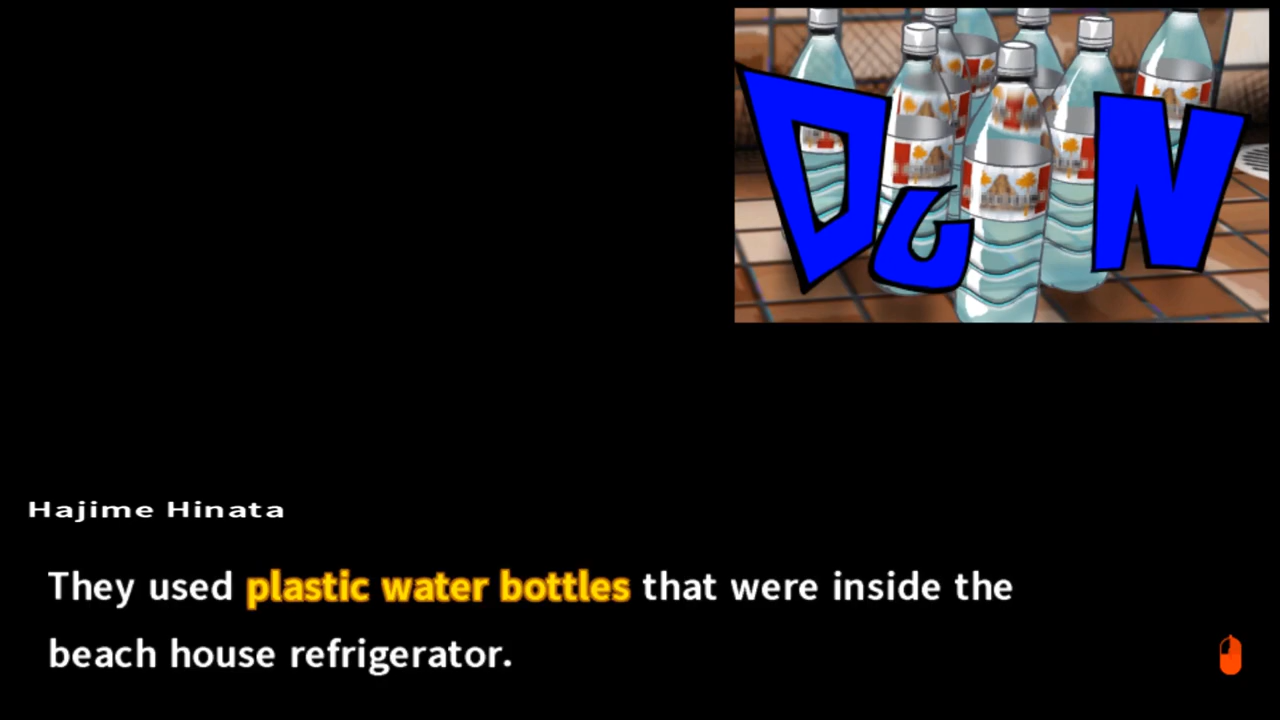 DUN
Hajime Hinata
They used plastic water bottles that were inside the
beach house refrigerator.